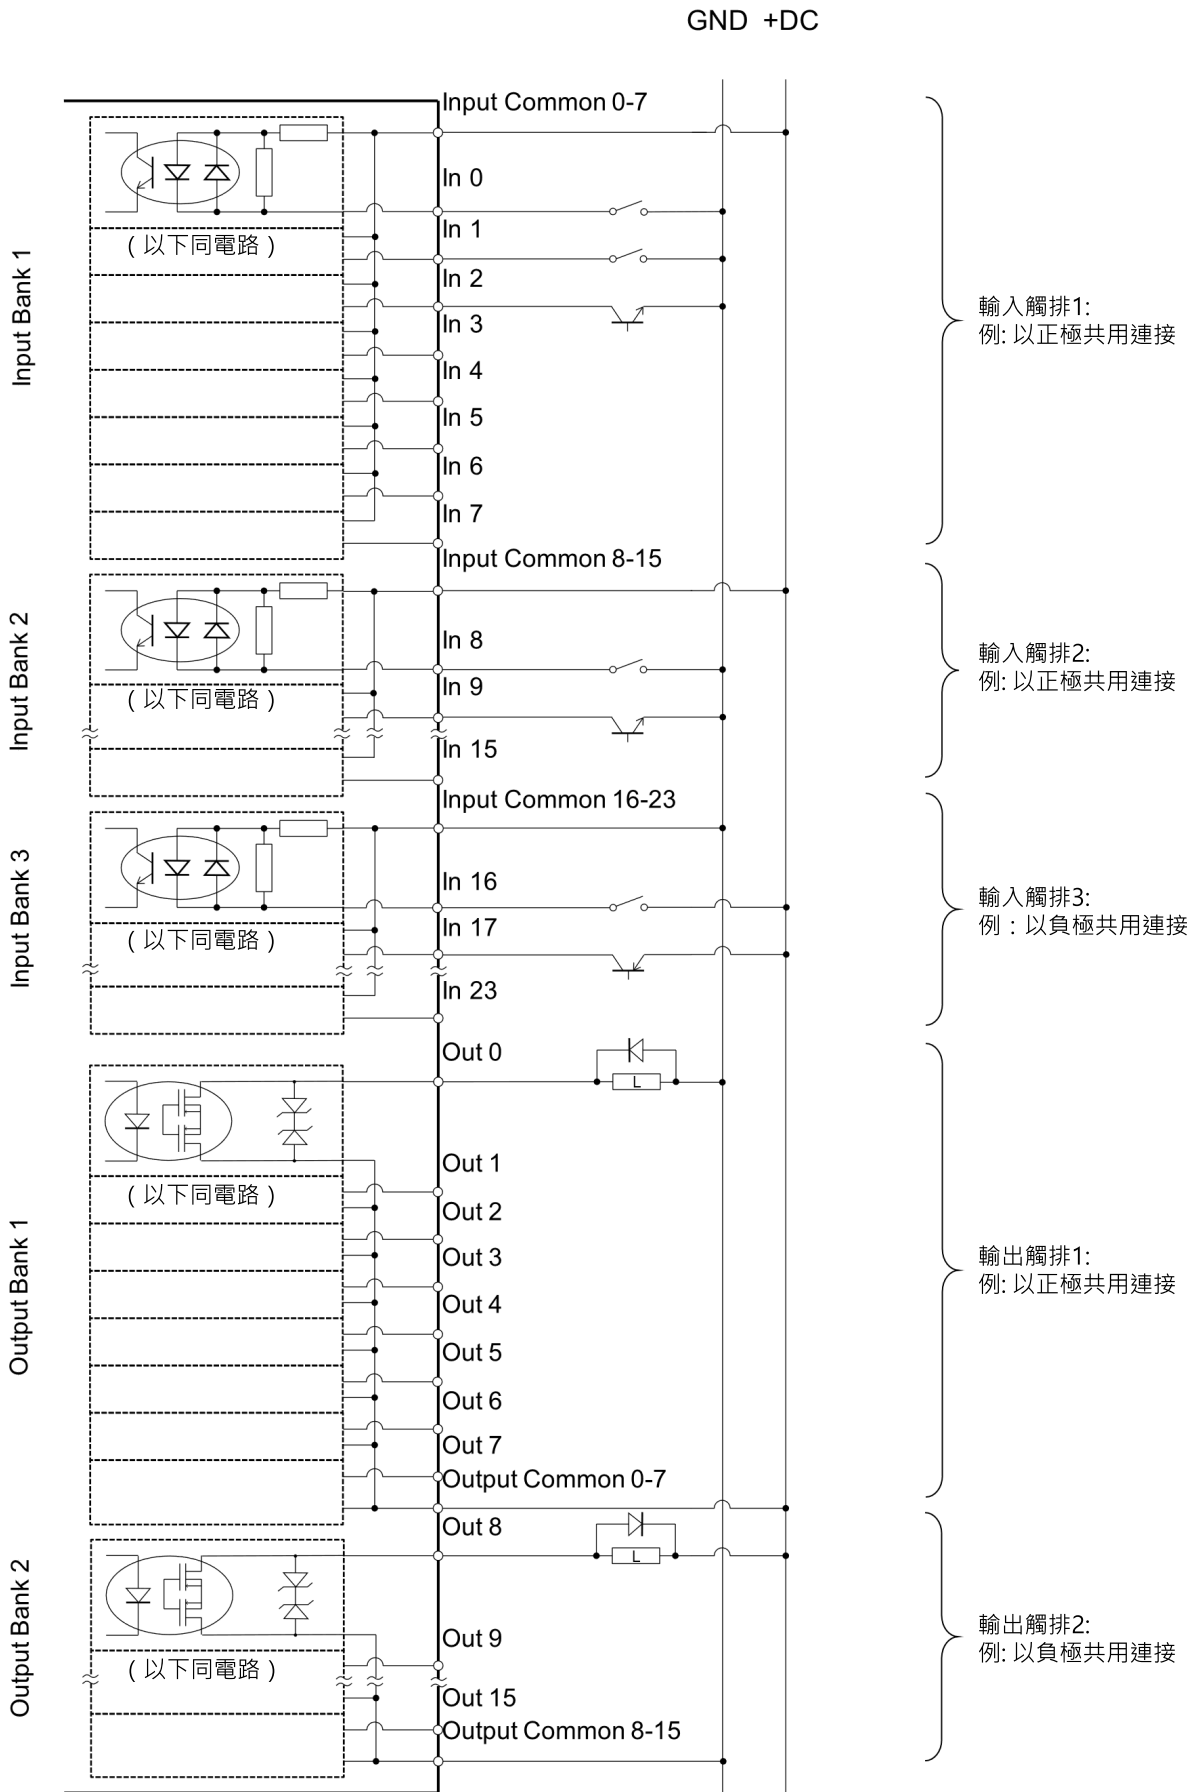 GND +DC
Input Bank 1
Input Common 0-7
In 0
In 1
(以下同電路)
In 2
In 3
In 4
In 5
In 6
In 7
輸入觸排1:
例: 以正極共用連接
Input Bank 2
Input Common 8-15
In 8
In 9
(以下同電路)
In 15
輸入觸排2:
例: 以正極共用連接
Input Bank 3
Input Common 16-23
In 16
In 17
(以下同電路)
In 23
輸入觸排3:
例 : 以負極共用連接
Output Bank 1
Out 0
L
Out 1
(以下同電路)
Out 2
Out 3
Out 4
Out 5
Out 6
Out 7
Output Common 0-7
輸出觸排1:
例: 以正極共用連接
Output Bank 2
Out 8
L
Out 9
(以下同電路)
Out 15
Output Common 8-15
輸出觸排2:
例: 以負極共用連接